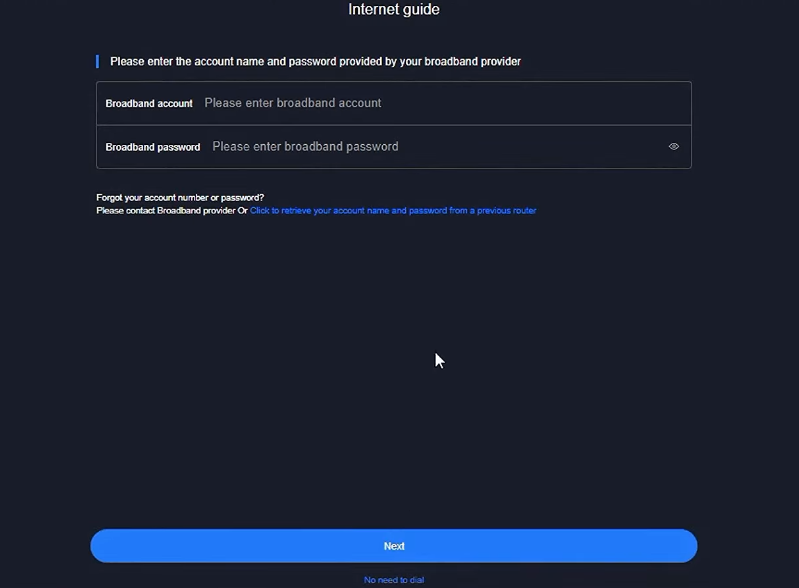 Internet guide
Please enter the account name and password provided by your broadband provider
Broadband account Please enter broadband account
Broadband password Please enter broadband password
Forgot your account number or password?
Please contact Broadband provider Or Click to retrieve your account name and password from a previous router
Next
No need to dial